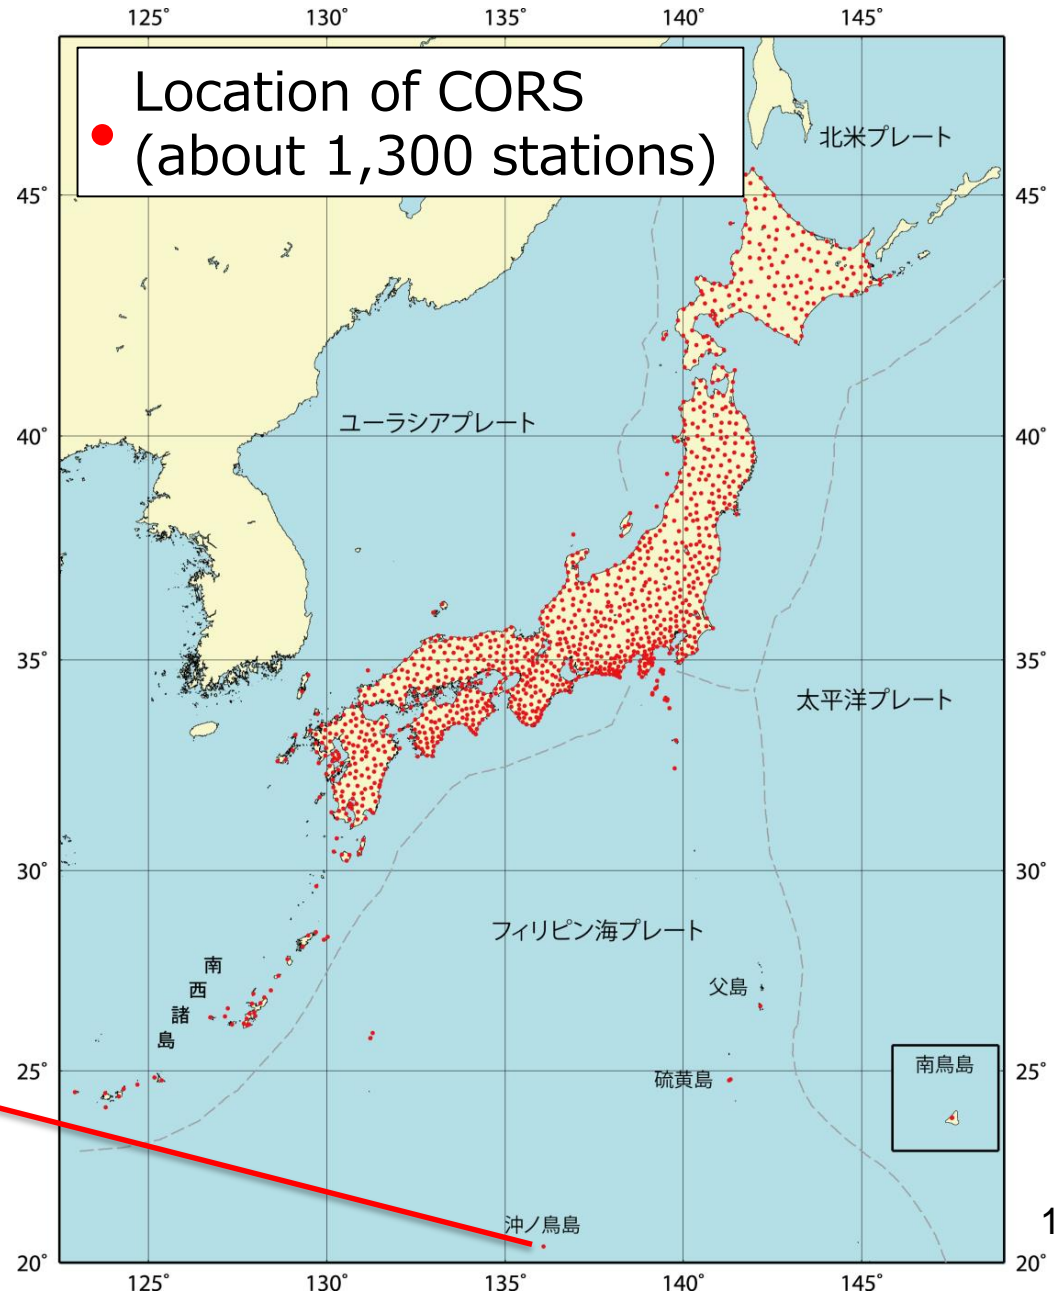 125° 130° 135° 140° 145°
Location of CORS
(about 1,300 stations)
北米プレート
45° 45°
ユーラシアプレート
40° 40°
35° 35°
太平洋プレート
30° 30°
フィリピン海プレート
南西諸島
父島
25° 25°
硫黄島
南鳥島
沖ノ鳥島
1
20° 20°
125° 130° 135° 140° 145°